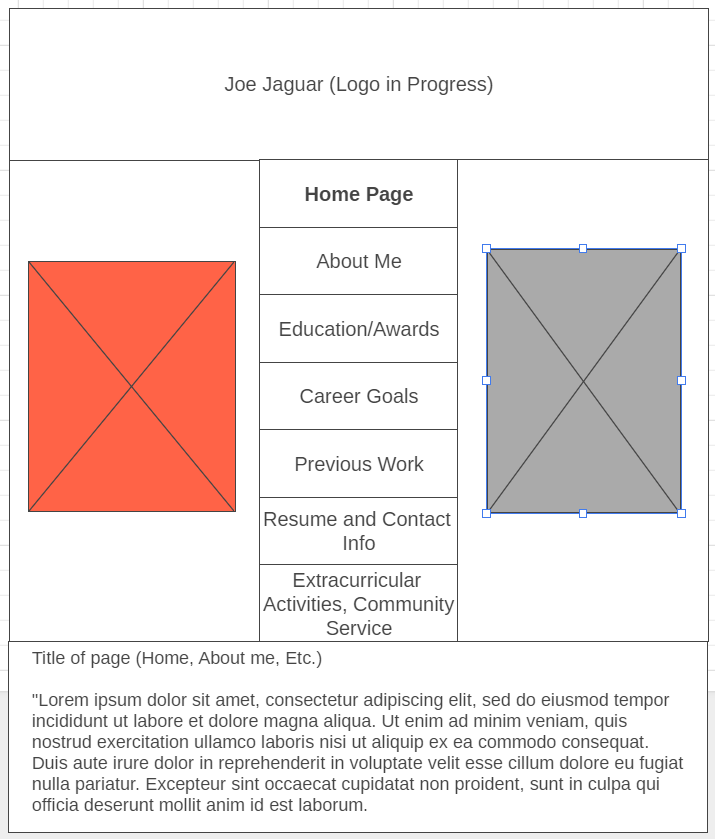 Joe Jaguar (Logo in Progress)
Home Page
About Me
Education/Awards
Career Goals
Previous Work
Resume and Contact
Info
Extracurricular
Activities, Community
Service
Title of page (Home, About me, Etc.)
"Lorem ipsum dolor sit amet, consectetur adipiscing elit, sed do eiusmod tempor
incididunt ut labore et dolore magna aliqua. Ut enim ad minim veniam, quis
nostrud exercitation ullamco laboris nisi ut aliquip ex ea commodo consequat.
Duis aute irure dolor in reprehenderit in voluptate velit esse cillum dolore eu fugiat
nulla pariatur. Excepteur sint occaecat cupidatat non proident, sunt in culpa qui
officia deserunt mollit anim id est laborum.